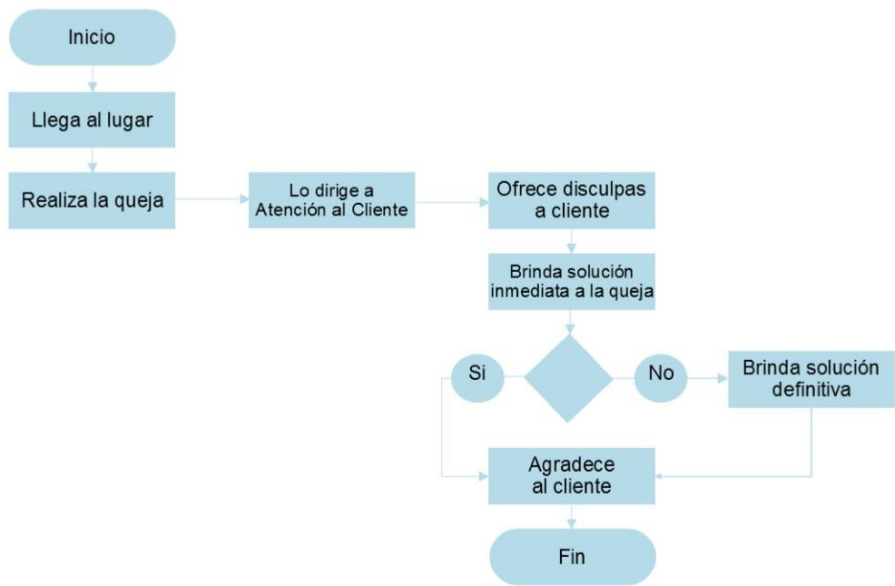 Inicio
Llega al lugar
Realiza la queja
Lo dirige a
Atención al Cliente
Ofrece disculpas
a cliente
Brinda solución
inmediata a la queja
Si
No
Brinda solución
definitiva
Agradece
al cliente
Fin